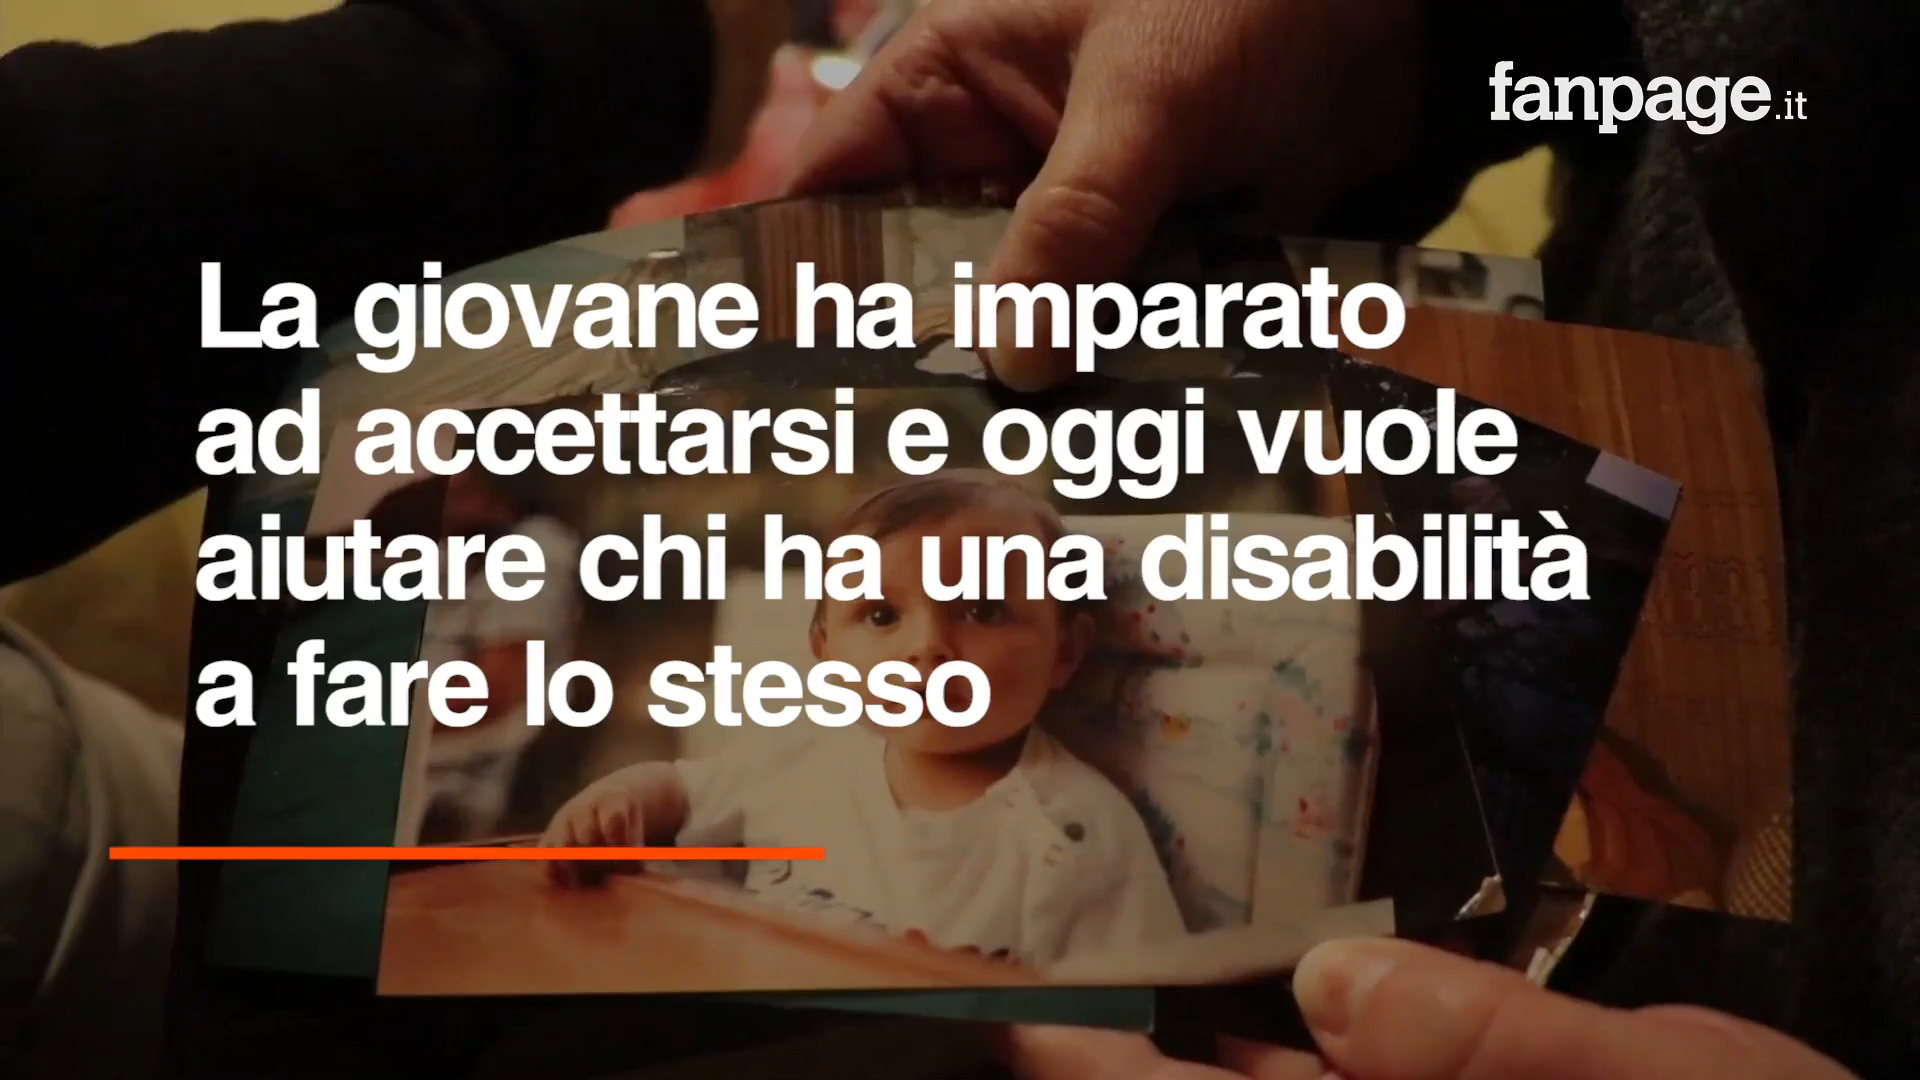 fanpage.it
La giovane ha imparato
ad accettarsi e oggi vuole
aiutare chi ha una disabilità
a fare lo stesso